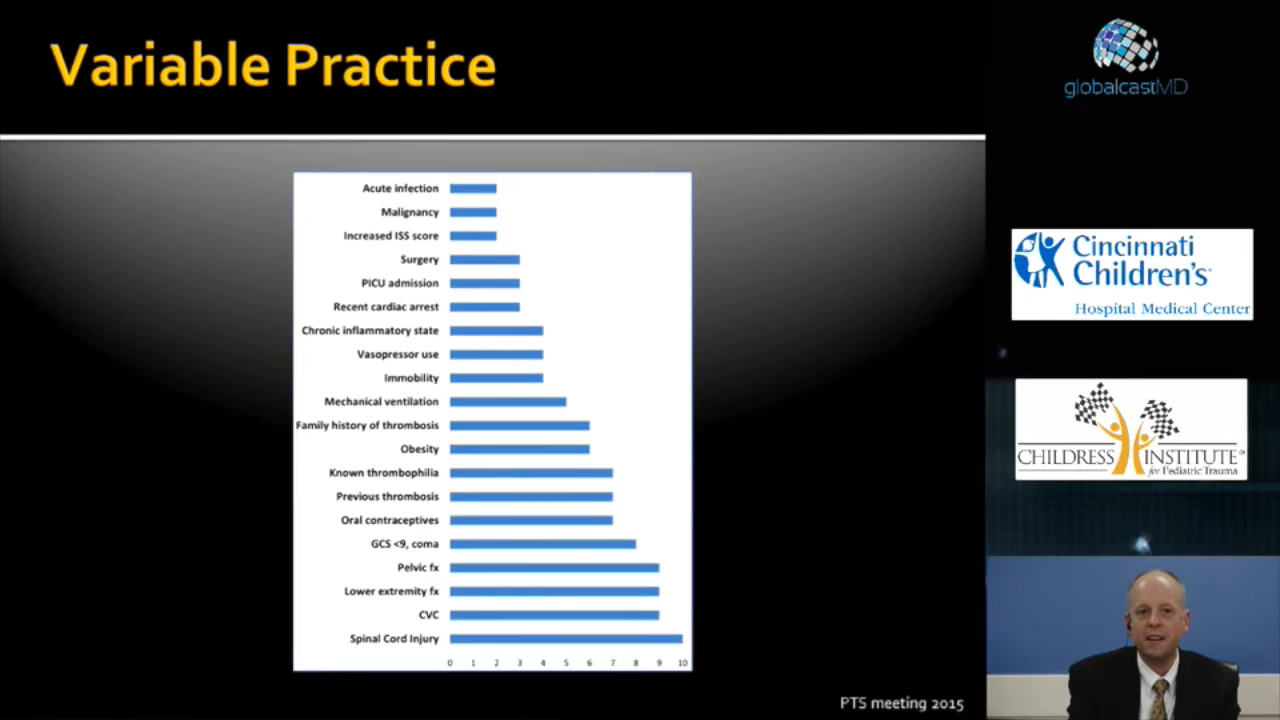 Variable Practice
Acute infection
Malignancy
Increased ISS score
Surgery
PICU admission
Recent cardiac arrest
Chronic inflammatory state
Vasopressor use
Immobility
Mechanical ventilation
Family history of thrombosis
Obesity
Known thrombophilia
Previous thrombosis
Oral contraceptives
GCS <9, coma
Pelvic fx
Lower extremity fx
CVC
Spinal Cord Injury
0 1 2 3 4 5 6 7 8 9 10
PTS meeting 2015
globalcastMD
Cincinnati
Children's
Hospital Medical Center
CHILDRESS INSTITUTE®
for Pediatric Trauma